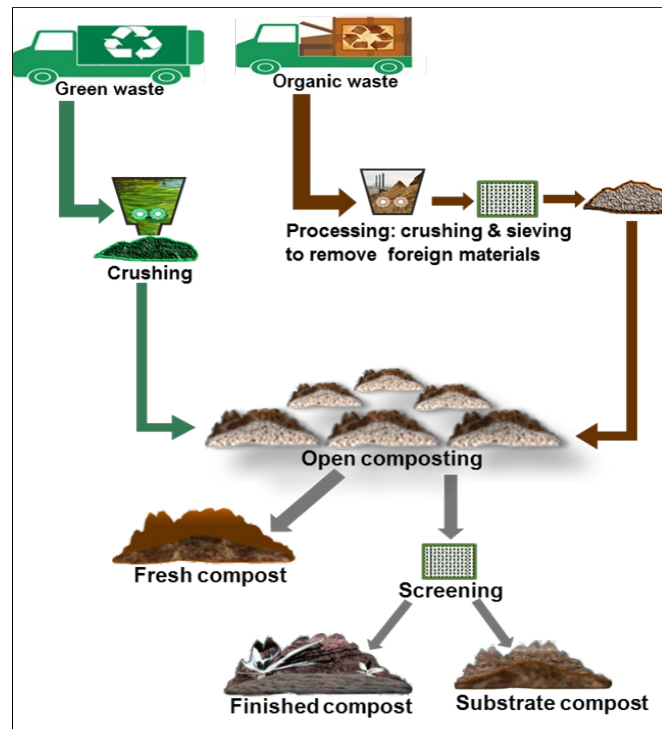 Green waste
Organic waste
Processing: crushing & sieving
to remove foreign materials
Crushing
Open composting
Fresh compost
Screening
Finished compost
Substrate compost